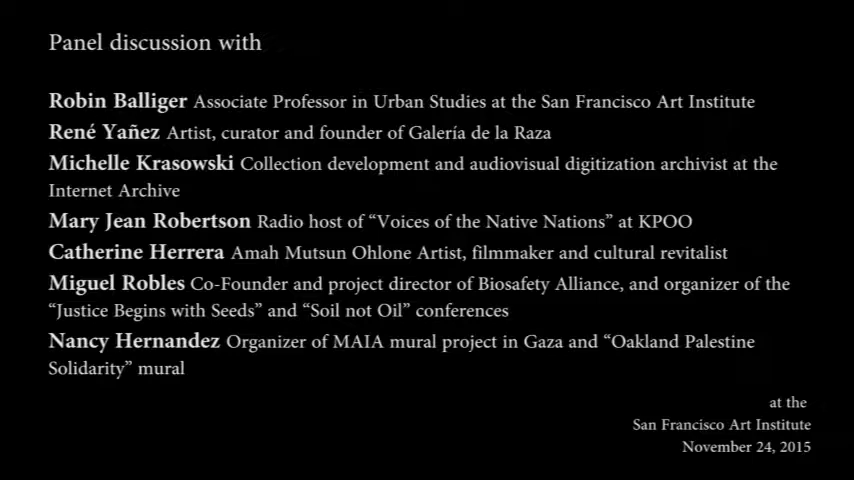 Panel discussion with
Robin Balliger Associate Professor in Urban Studies at the San Francisco Art Institute
René Yañez Artist, curator and founder of Galería de la Raza
Michelle Krasowski Collection development and audiovisual digitization archivist at the
Internet Archive
Mary Jean Robertson Radio host of “Voices of the Native Nations” at KPOO
Catherine Herrera Amah Mutsun Ohlone Artist, filmmaker and cultural revitalist
Miguel Robles Co-Founder and project director of Biosafety Alliance, and organizer of the
“Justice Begins with Seeds” and “Soil not Oil” conferences
Nancy Hernandez Organizer of MAIA mural project in Gaza and “Oakland Palestine
Solidarity” mural
at the
San Francisco Art Institute
November 24, 2015